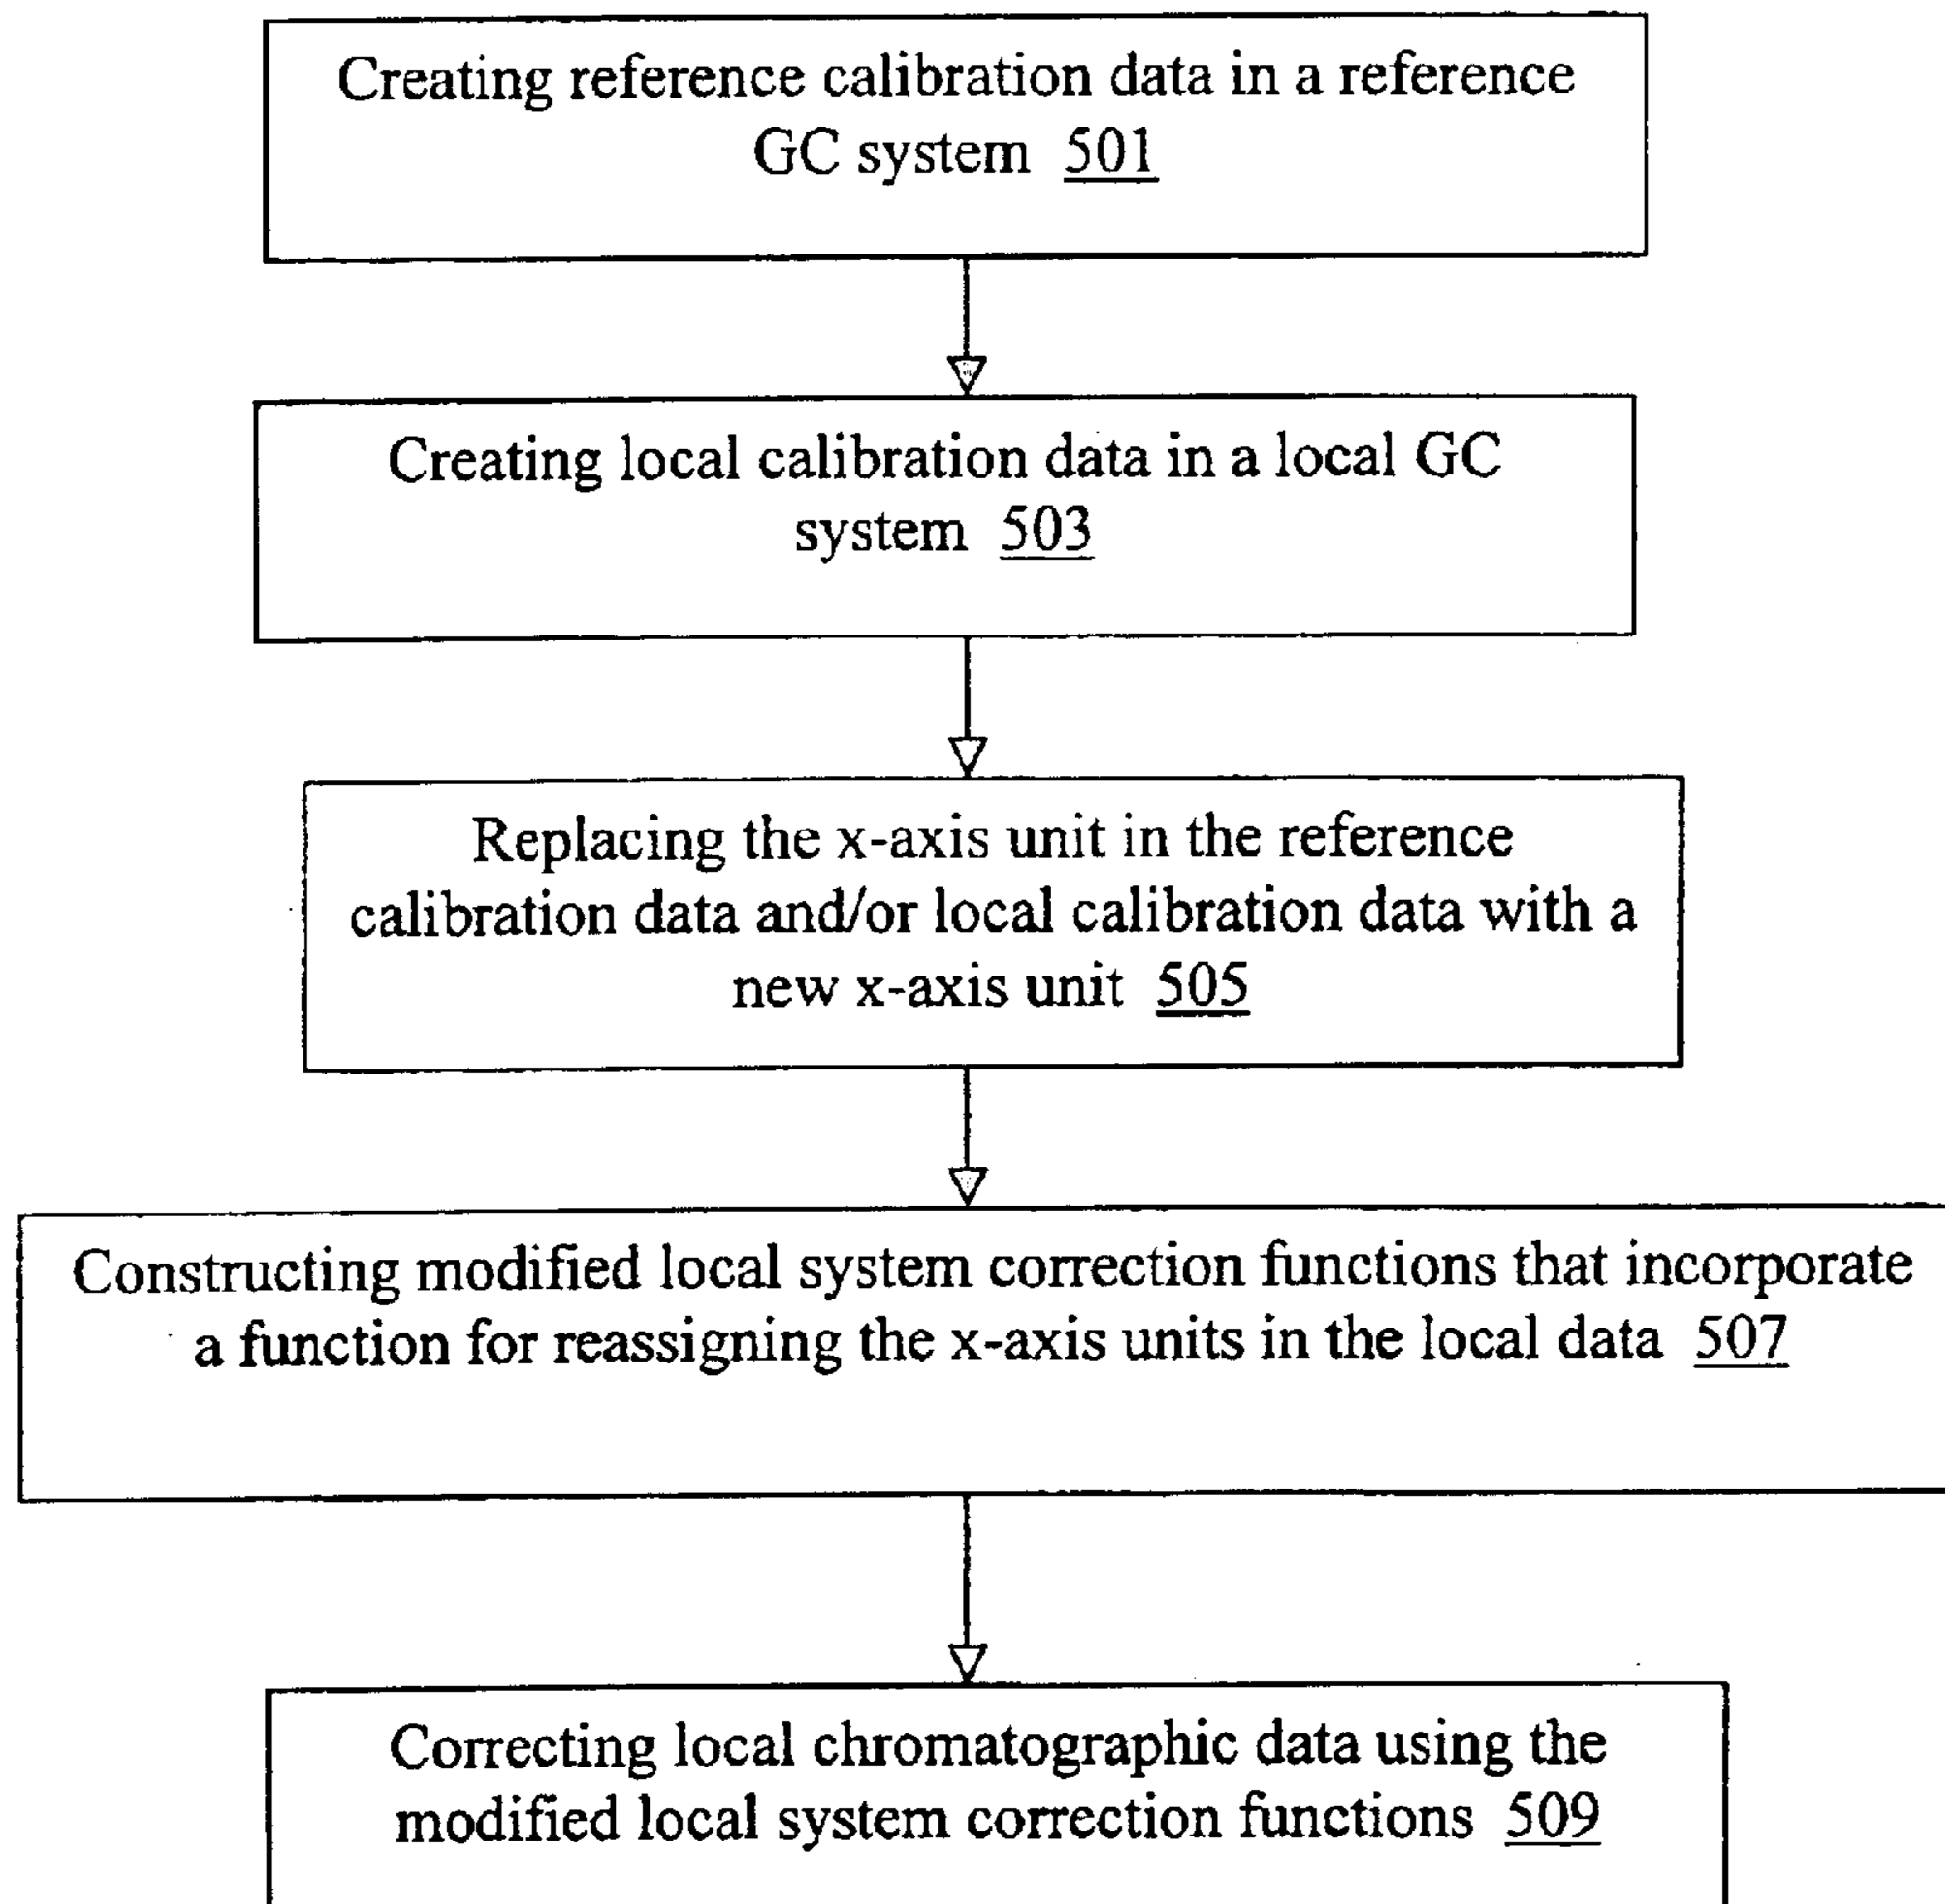 Creating reference calibration data in a reference
GC system 501
Creating local calibration data in a local GC
system 503
Replacing the x-axis unit in the reference
calibration data and/or local calibration data with a
new x-axis unit 505
Constructing modified local system correction functions that incorporate
a function for reassigning the x-axis units in the local data 507
Correcting local chromatographic data using the
modified local system correction functions 509